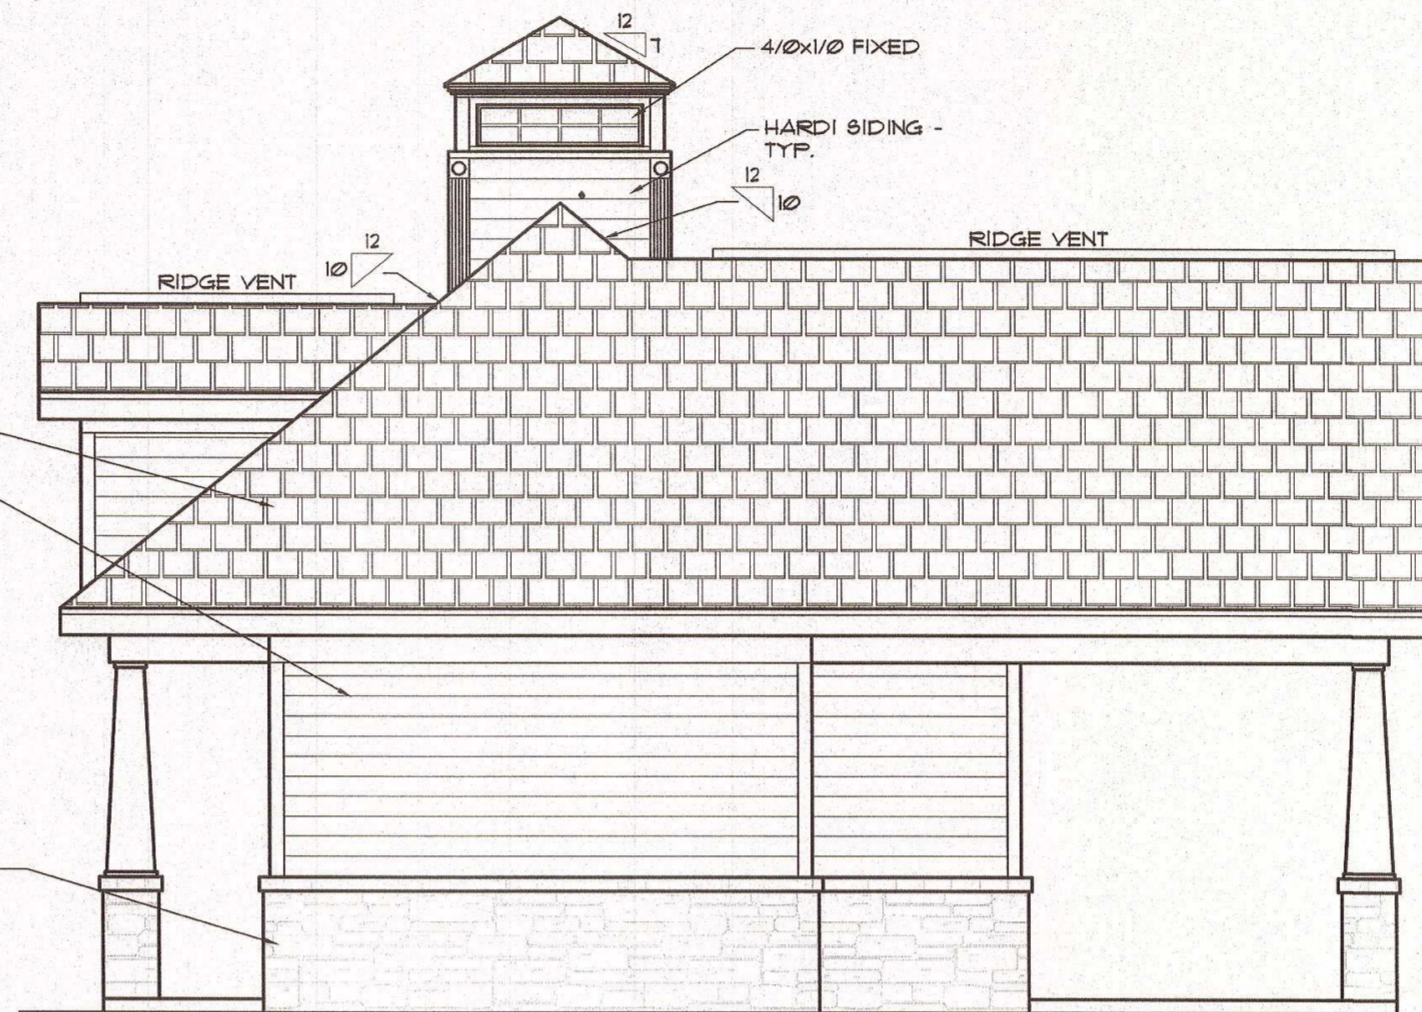 12
7
4/0x1/0 FIXED
HARDI SIDING -
TYP.
12
10
RIDGE VENT
12
10
RIDGE VENT